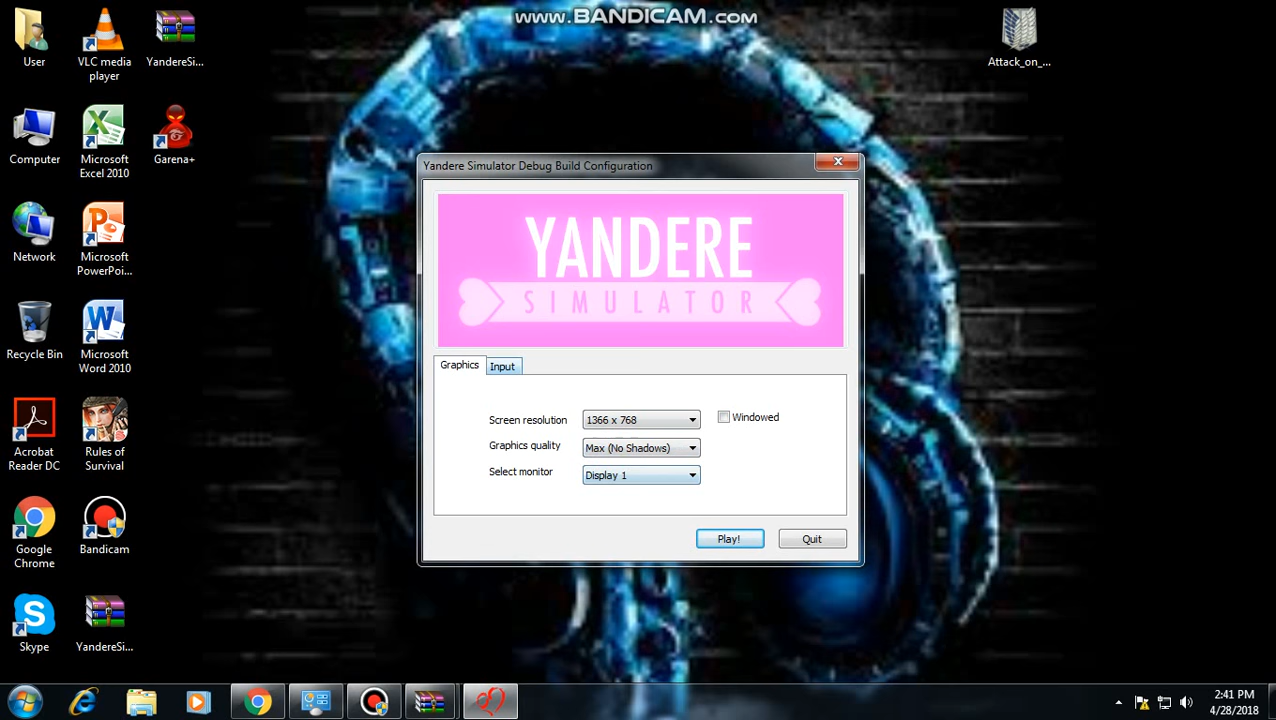 www.BANDICAM.com
User
VLC media
player
YandereSi...
Attack_on_...
Computer
Microsoft
Excel 2010
Garena+
Network
Microsoft
PowerPoi...
Recycle Bin
Microsoft
Word 2010
Acrobat
Reader DC
Rules of
Survival
Google
Chrome
Bandicam
Skype
YandereSi...
Yandere Simulator Debug Build Configuration
YANDERE
SIMULATOR
Graphics
Input
Screen resolution
1366 x 768
Windowed
Graphics quality
Max (No Shadows)
Select monitor
Display 1
Play!
Quit
2:41 PM
4/28/2018